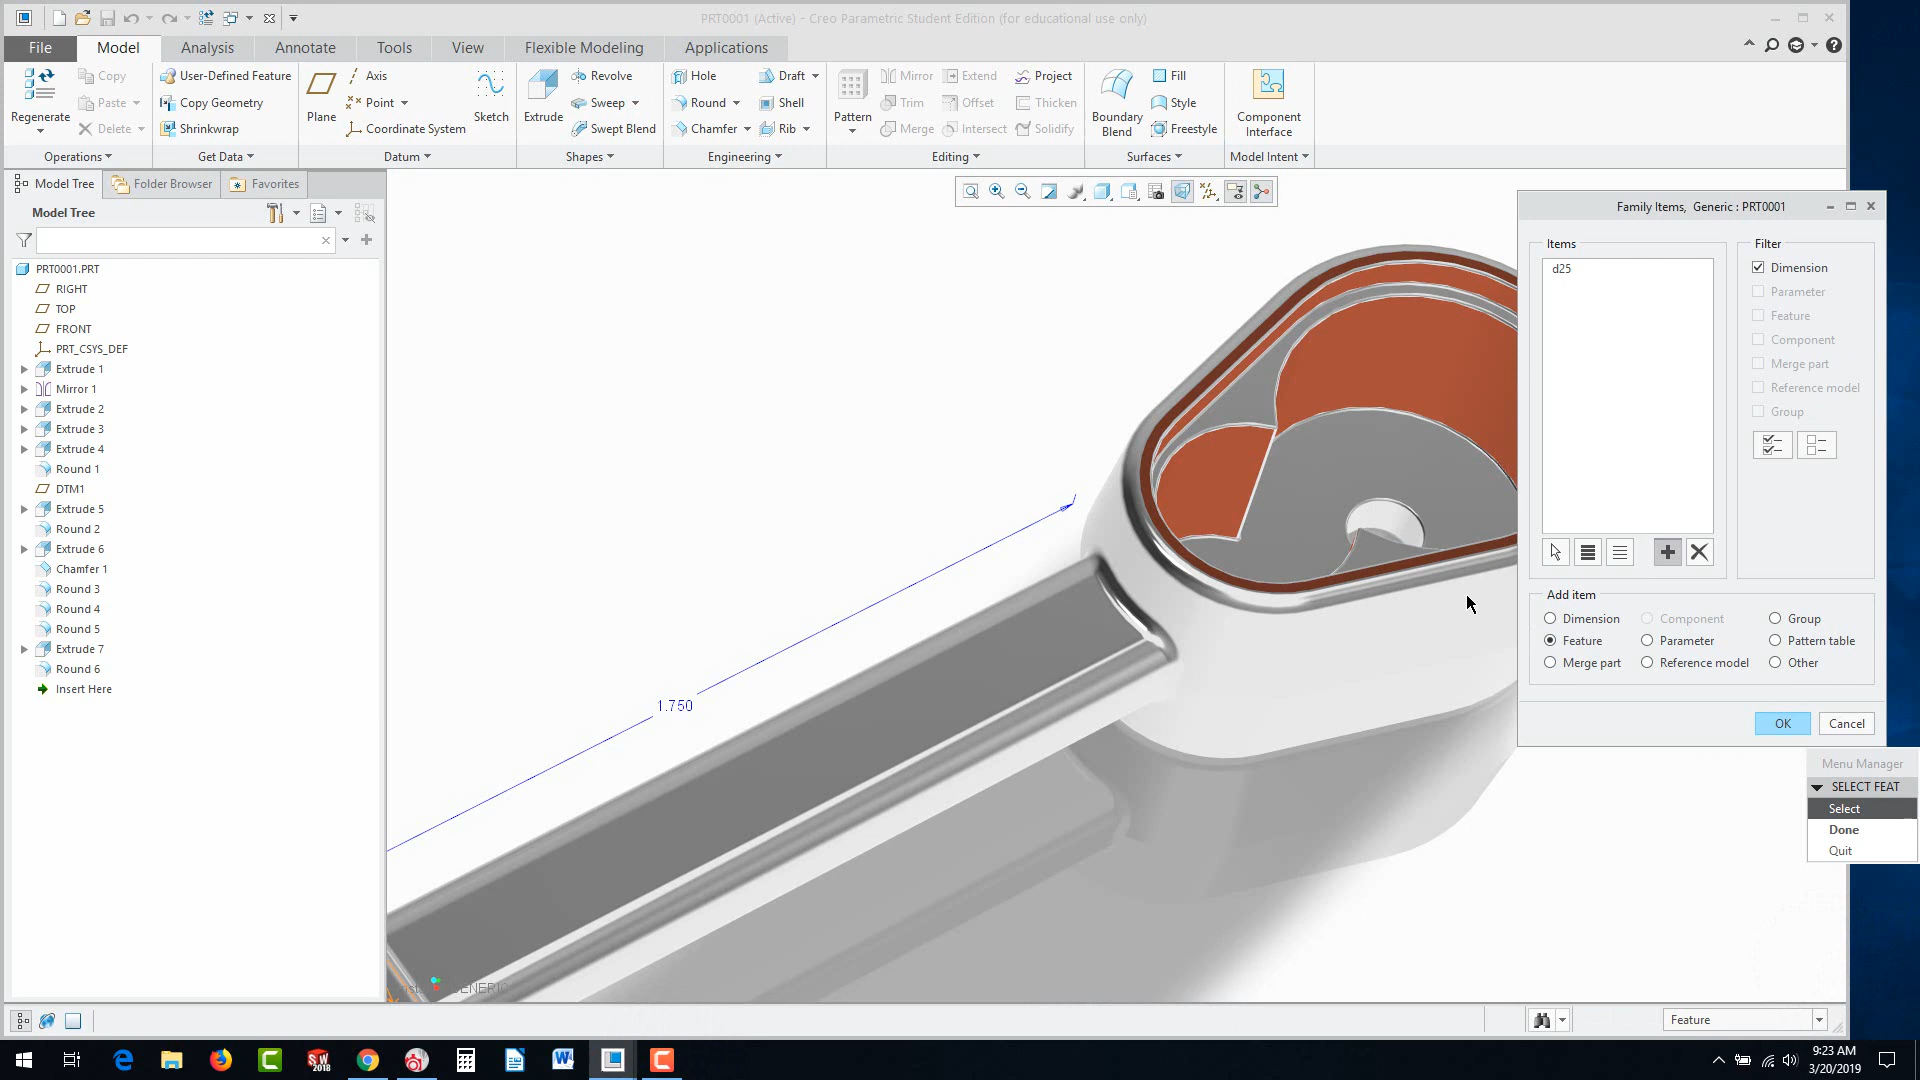 PRT0001 (Active) - Creo Parametric Student Edition (for educational use only)
File
Model
Analysis
Annotate
Tools
View
Flexible Modeling
Applications
Regenerate
Copy
Paste
Delete
Operations
User-Defined Feature
Copy Geometry
Shrinkwrap
Get Data
Plane
Axis
Point
Coordinate System
Sketch
Datum
Extrude
Revolve
Sweep
Swept Blend
Shapes
Hole
Round
Chamfer
Draft
Shell
Rib
Engineering
Pattern
Mirror
Trim
Merge
Extend
Offset
Intersect
Project
Thicken
Solidify
Editing
Boundary
Blend
Fill
Style
Freestyle
Surfaces
Component
Interface
Model Intent
Model Tree
Folder Browser
Favorites
Model Tree
PRT0001.PRT
RIGHT
TOP
FRONT
PRT_CSYS_DEF
Extrude 1
Mirror 1
Extrude 2
Extrude 3
Extrude 4
Round 1
DTM1
Extrude 5
Round 2
Extrude 6
Chamfer 1
Round 3
Round 4
Round 5
Extrude 7
Round 6
Insert Here
1.750
Family Items, Generic : PRT0001
Items
d25
Filter
Dimension
Parameter
Feature
Component
Merge part
Reference model
Group
Add item
Dimension
Component
Group
Feature
Parameter
Pattern table
Merge part
Reference model
Other
OK
Cancel
Menu Manager
SELECT FEAT
Select
Done
Quit
Feature
SW
2018
9:23 AM
3/20/2019